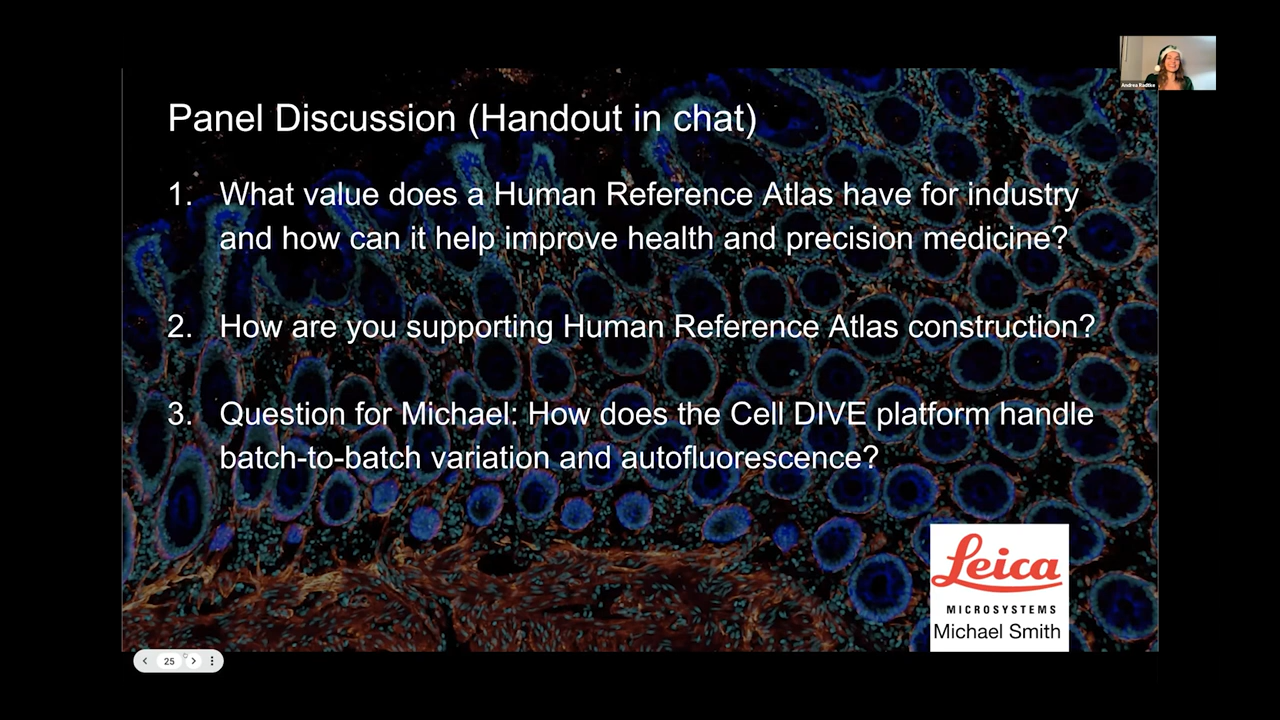 Andrea Radtke
Panel Discussion (Handout in chat)
1. What value does a Human Reference Atlas have for industry
and how can it help improve health and precision medicine?
2. How are you supporting Human Reference Atlas construction?
3. Question for Michael: How does the Cell DIVE platform handle
batch-to-batch variation and autofluorescence?
Leica
MICROSYSTEMS
Michael Smith
25